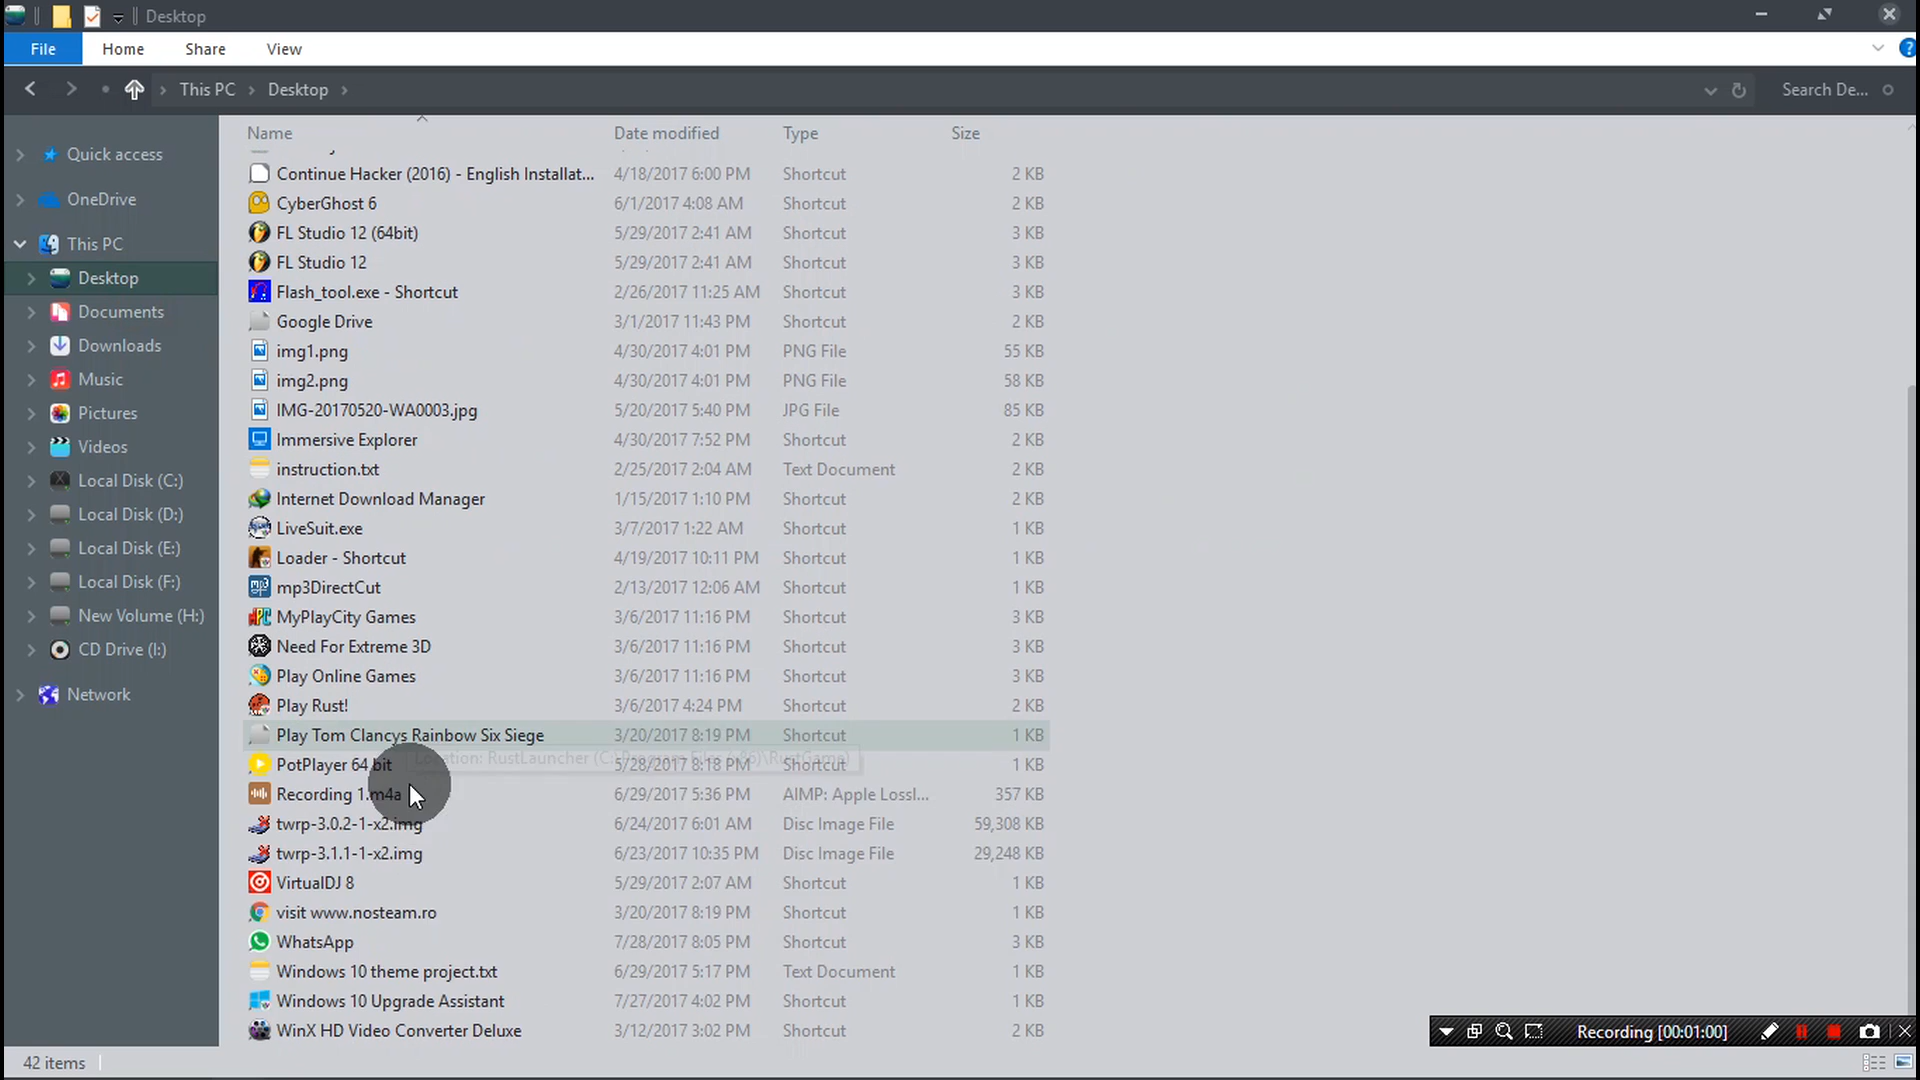 Desktop
File Home Share View
This PC Desktop Search De...
Name Date modified Type Size
Quick access
OneDrive
This PC
Desktop
Documents
Downloads
Music
Pictures
Videos
Local Disk (C:)
Local Disk (D:)
Local Disk (E:)
Local Disk (F:)
New Volume (H:)
CD Drive (I:)
Network
Continue Hacker (2016) - English Installat... 4/18/2017 6:00 PM Shortcut 2 KB
CyberGhost 6 6/1/2017 4:08 AM Shortcut 2 KB
FL Studio 12 (64bit) 5/29/2017 2:41 AM Shortcut 3 KB
FL Studio 12 5/29/2017 2:41 AM Shortcut 3 KB
Flash_tool.exe - Shortcut 2/26/2017 11:25 AM Shortcut 3 KB
Google Drive 3/1/2017 11:43 PM Shortcut 2 KB
img1.png 4/30/2017 4:01 PM PNG File 55 KB
img2.png 4/30/2017 4:01 PM PNG File 58 KB
IMG-20170520-WA0003.jpg 5/20/2017 5:40 PM JPG File 85 KB
Immersive Explorer 4/30/2017 7:52 PM Shortcut 2 KB
instruction.txt 2/25/2017 2:04 AM Text Document 2 KB
Internet Download Manager 1/15/2017 1:10 PM Shortcut 2 KB
LiveSuit.exe 3/7/2017 1:22 AM Shortcut 1 KB
Loader - Shortcut 4/19/2017 10:11 PM Shortcut 1 KB
mp3DirectCut 2/13/2017 12:06 AM Shortcut 1 KB
MyPlayCity Games 3/6/2017 11:16 PM Shortcut 3 KB
Need For Extreme 3D 3/6/2017 11:16 PM Shortcut 3 KB
Play Online Games 3/6/2017 11:16 PM Shortcut 3 KB
Play Rust! 3/6/2017 4:24 PM Shortcut 2 KB
Play Tom Clancys Rainbow Six Siege 3/20/2017 8:19 PM Shortcut 1 KB
Location: RustLauncher (C:\Program Files (x86)\RustGame)
PotPlayer 64 bit 5/28/2017 8:18 PM Shortcut 1 KB
Recording 1.m4a 6/29/2017 5:36 PM AIMP: Apple Lossl... 357 KB
twrp-3.0.2-1-x2.img 6/24/2017 6:01 AM Disc Image File 59,308 KB
twrp-3.1.1-1-x2.img 6/23/2017 10:35 PM Disc Image File 29,248 KB
VirtualDJ 8 5/29/2017 2:07 AM Shortcut 1 KB
visit www.nosteam.ro 3/20/2017 8:19 PM Shortcut 1 KB
WhatsApp 7/28/2017 8:05 PM Shortcut 3 KB
Windows 10 theme project.txt 6/29/2017 5:17 PM Text Document 1 KB
Windows 10 Upgrade Assistant 7/27/2017 4:02 PM Shortcut 1 KB
WinX HD Video Converter Deluxe 3/12/2017 3:02 PM Shortcut 2 KB
Recording [00:01:00]
42 items